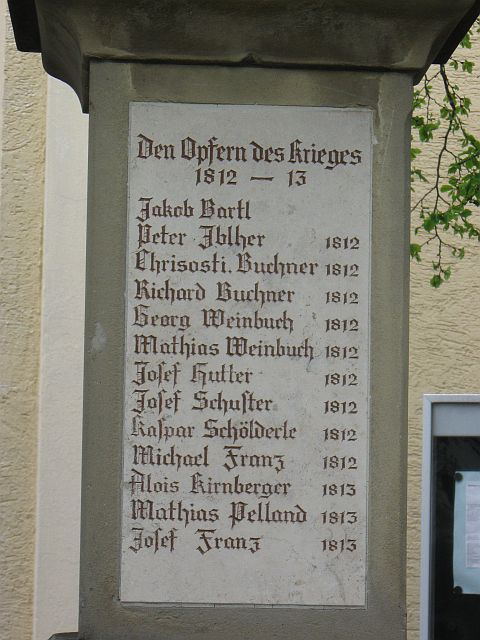 Den Opfern des Krieges
1812 — 13
Jakob Bartl
Peter Iblher 1812
Chrisosti. Buchner 1812
Richard Buchner 1812
Georg Weinbuch 1812
Mathias Weinbuch 1812
Josef Hutter 1812
Josef Schuster 1812
Kaspar Schölderle 1812
Michael Franz 1812
Alois Kirnberger 1813
Mathias Pelland 1813
Josef Franz 1813